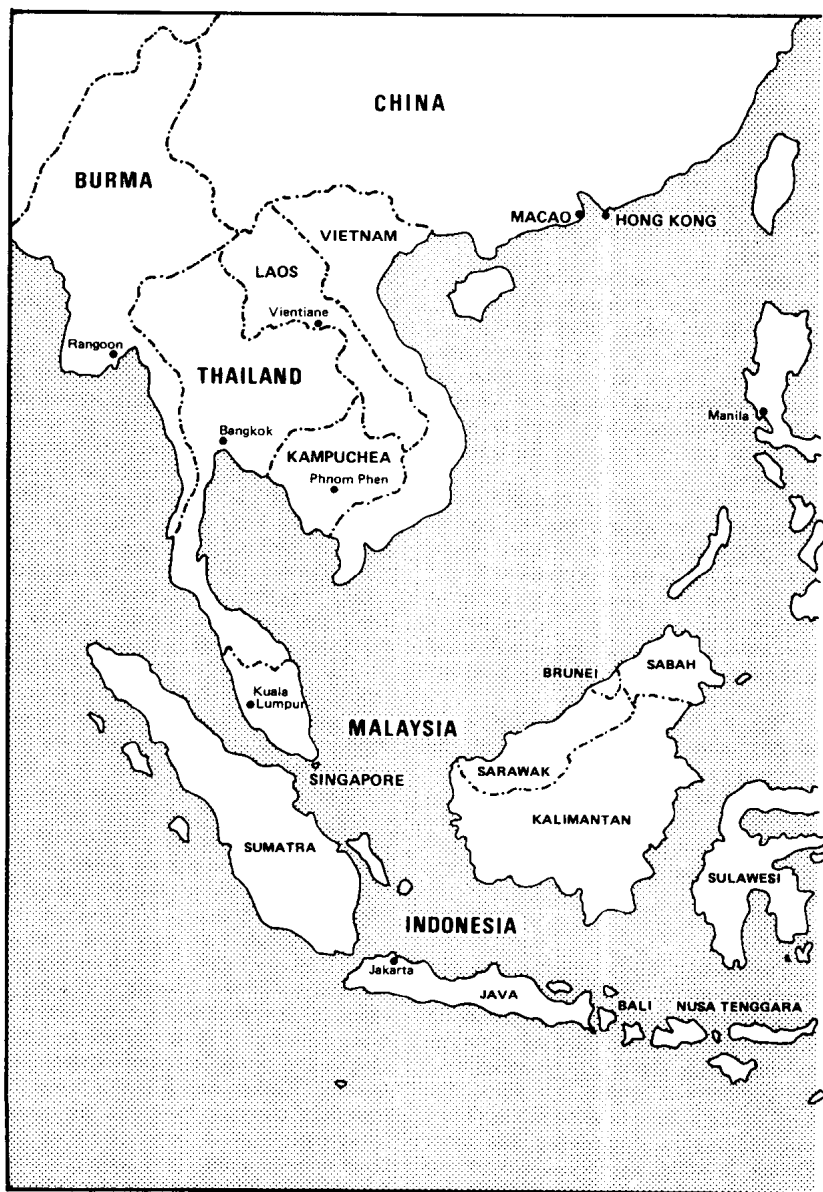 CHINA
BURMA
MACAO
HONG KONG
VIETNAM
LAOS
Vientiane
Rangoon
THAILAND
Manila
Bangkok
KAMPUCHEA
Phnom Phen
BRUNEI
SABAH
Kuala
Lumpur
MALAYSIA
SINGAPORE
SARAWAK
KALIMANTAN
SUMATRA
SULAWESI
INDONESIA
Jakarta
JAVA
BALI
NUSA TENGGARA